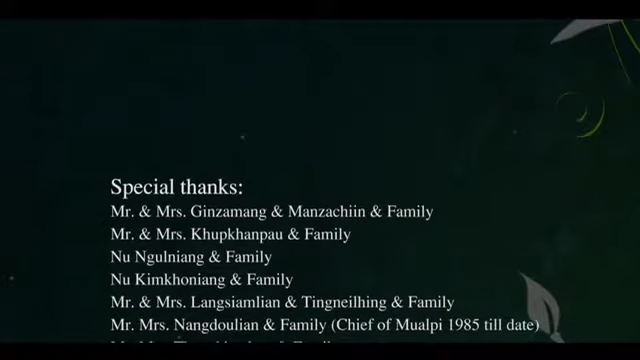 Special thanks:
Mr. & Mrs. Ginzamang & Manzachiin & Family
Mr. & Mrs. Khupkhanpau & Family
Nu Ngulniang & Family
Nu Kimkhoniang & Family
Mr. & Mrs. Langsiamlian & Tingneilhing & Family
Mr. Mrs. Nangdoulian & Family (Chief of Mualpi 1985 till date)